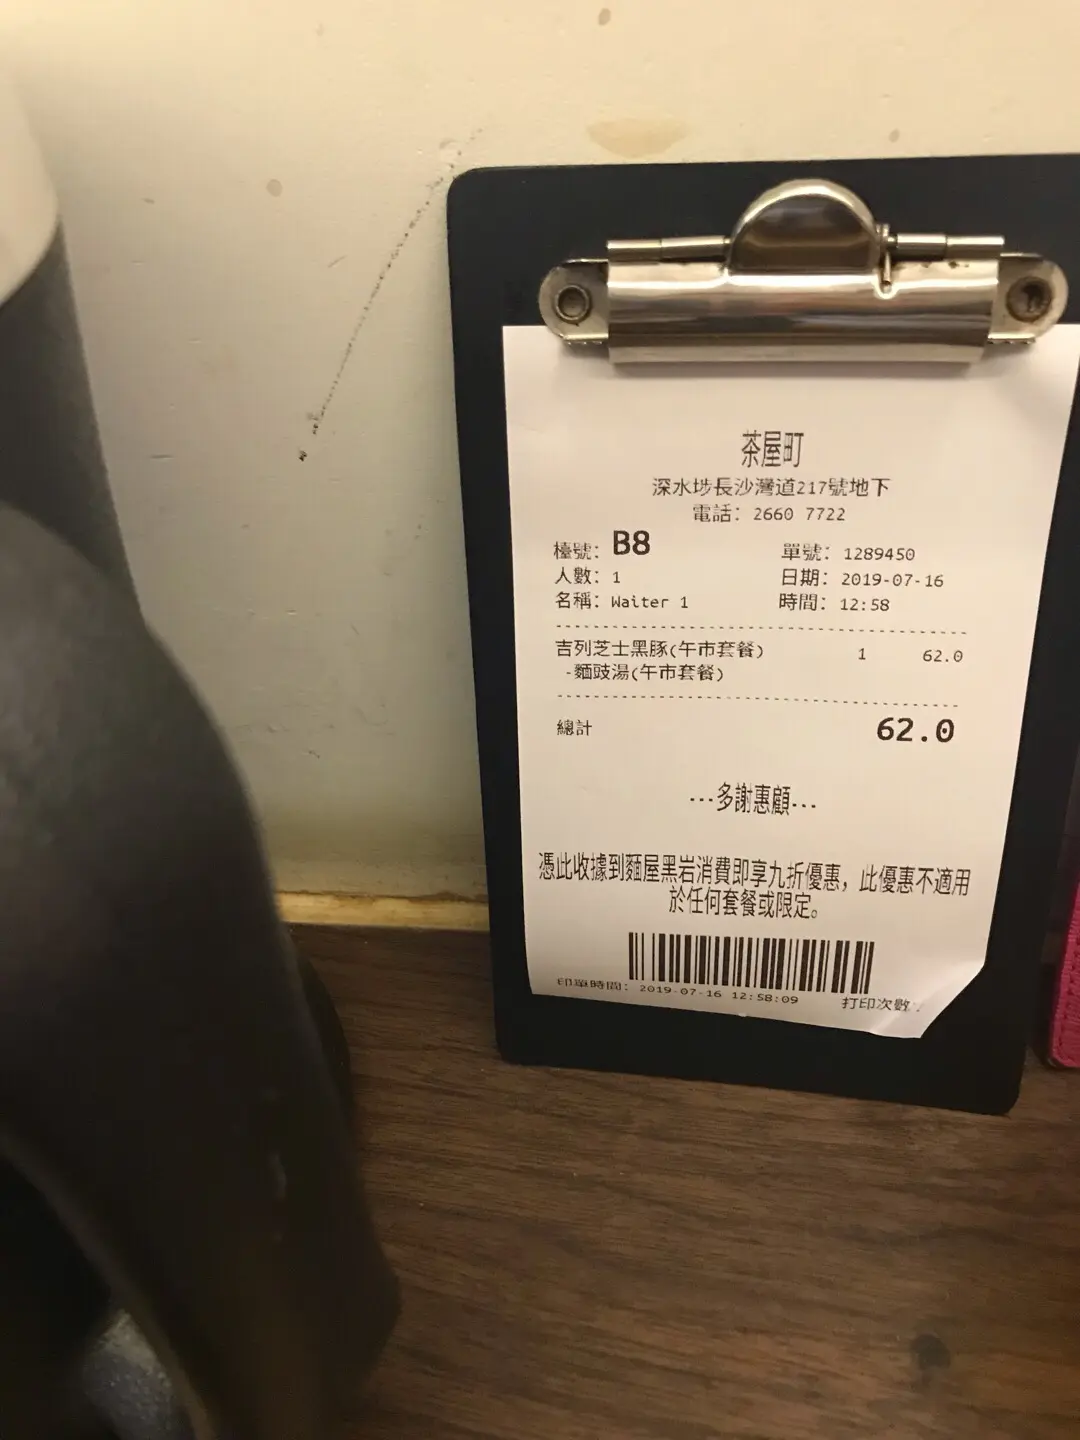 茶屋町
深水埗長沙灣道217號地下
電話: 2660 7722
檯號: B8 單號: 1289450
人數: 1 日期: 2019-07-16
名稱: Waiter 1 時間: 12:58
吉列芝士黑豚(午市套餐) 1 62.0
-麵豉湯(午市套餐)
總計 62.0
---多謝惠顧---
憑此收據到麵屋黑岩消費即享九折優惠，此優惠不適用
於任何套餐或限定。
印單時間: 2019-07-16 12:58:09 打印次數